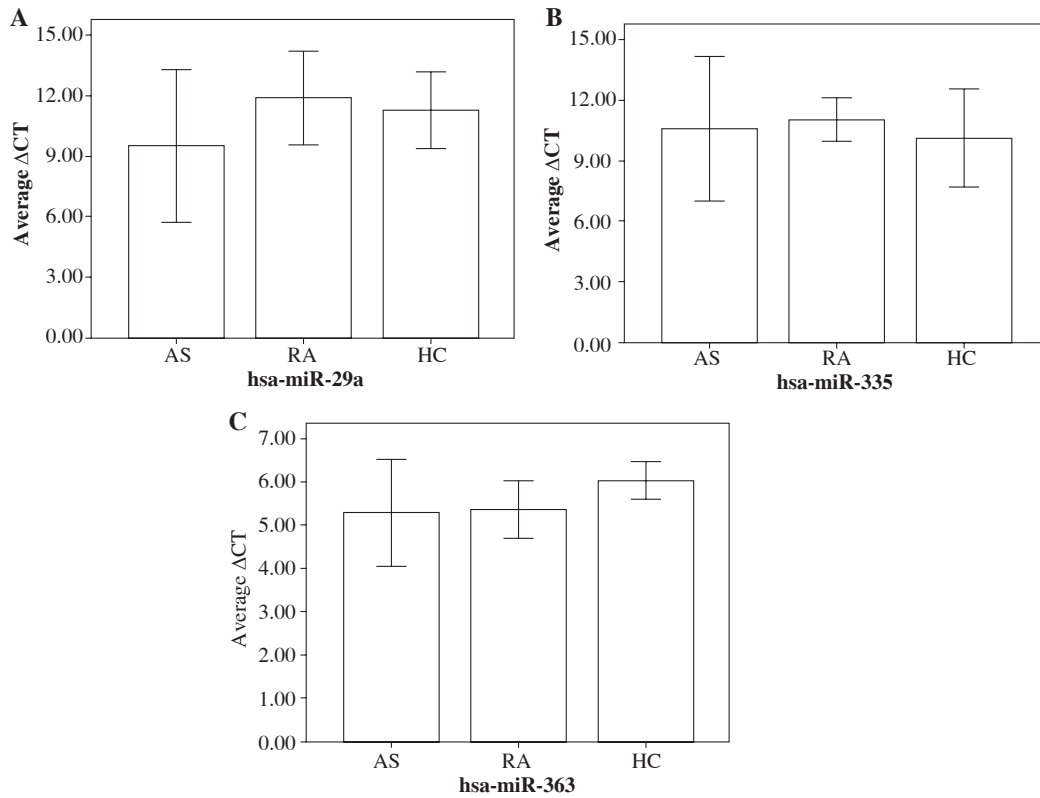 A
Average ΔCT
15.00
12.00
9.00
6.00
3.00
0.00
AS RA HC
hsa-miR-29a
B
Average ΔCT
15.00
12.00
9.00
6.00
3.00
0.00
AS RA HC
hsa-miR-335
C
Average ΔCT
7.00
6.00
5.00
4.00
3.00
2.00
1.00
0.00
AS RA HC
hsa-miR-363